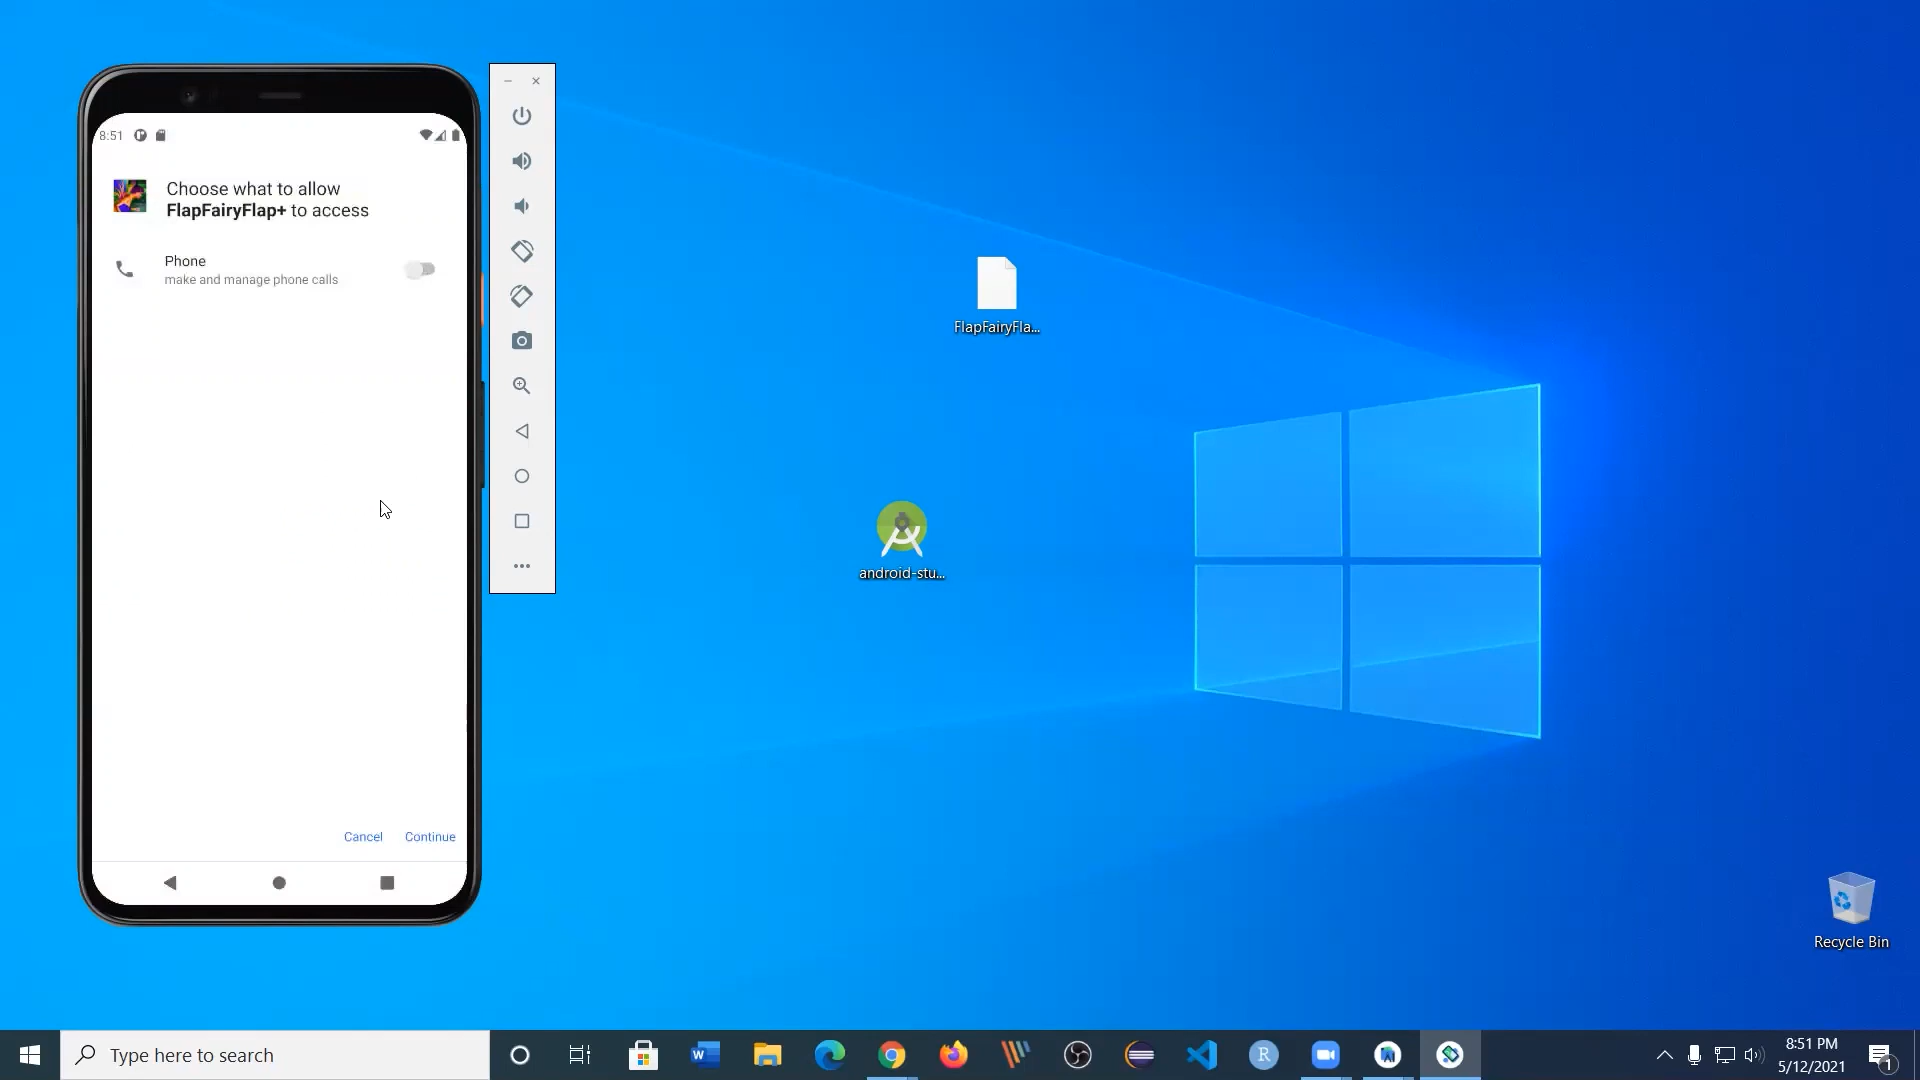 8:51
Choose what to allow
FlapFairyFlap+ to access
Phone
make and manage phone calls
Cancel
Continue
FlapFairyFla...
android-stu...
Recycle Bin
Type here to search
8:51 PM
5/12/2021
1